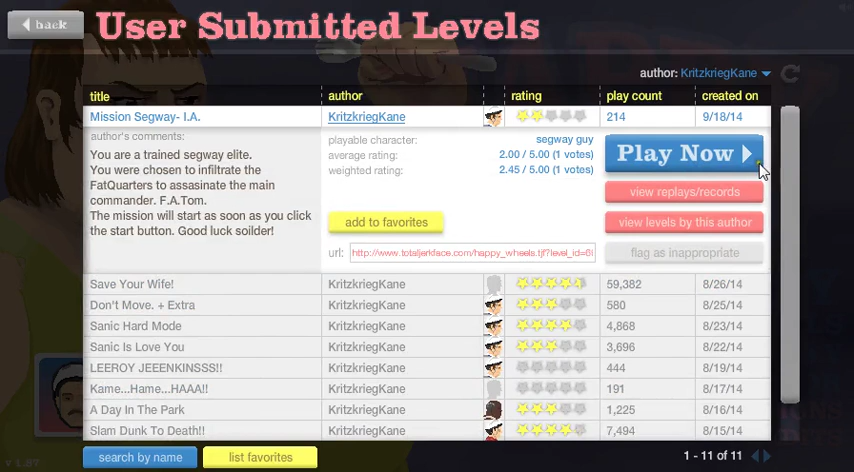 back
User Submitted Levels
author: KritzkriegKane
title author rating play count created on
Mission Segway- I.A. KritzkriegKane 214 9/18/14
author's comments:
You are a trained segway elite.
You were chosen to infiltrate the
FatQuarters to assasinate the main
commander. F.A.Tom.
The mission will start as soon as you click
the start button. Good luck soilder!
playable character: segway guy
average rating: 2.00 / 5.00 (1 votes)
weighted rating: 2.45 / 5.00 (1 votes)
add to favorites
url: http://www.totaljerkface.com/happy_wheels.tjf?level_id=6
Play Now
view replays/records
view levels by this author
flag as inappropriate
Save Your Wife! KritzkriegKane 59,382 8/26/14
Don't Move. + Extra KritzkriegKane 580 8/25/14
Sanic Hard Mode KritzkriegKane 4,868 8/23/14
Sanic Is Love You KritzkriegKane 3,696 8/22/14
LEEROY JEEENKINSSS!! KritzkriegKane 444 8/19/14
Kame...Hame...HAAA!! KritzkriegKane 191 8/17/14
A Day In The Park KritzkriegKane 1,225 8/16/14
Slam Dunk To Death!! KritzkriegKane 7,494 8/15/14
search by name
list favorites
1 - 11 of 11